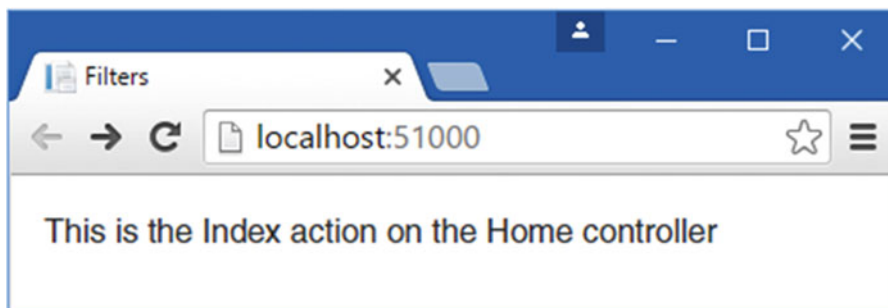 Filters
localhost:51000
This is the Index action on the Home controller